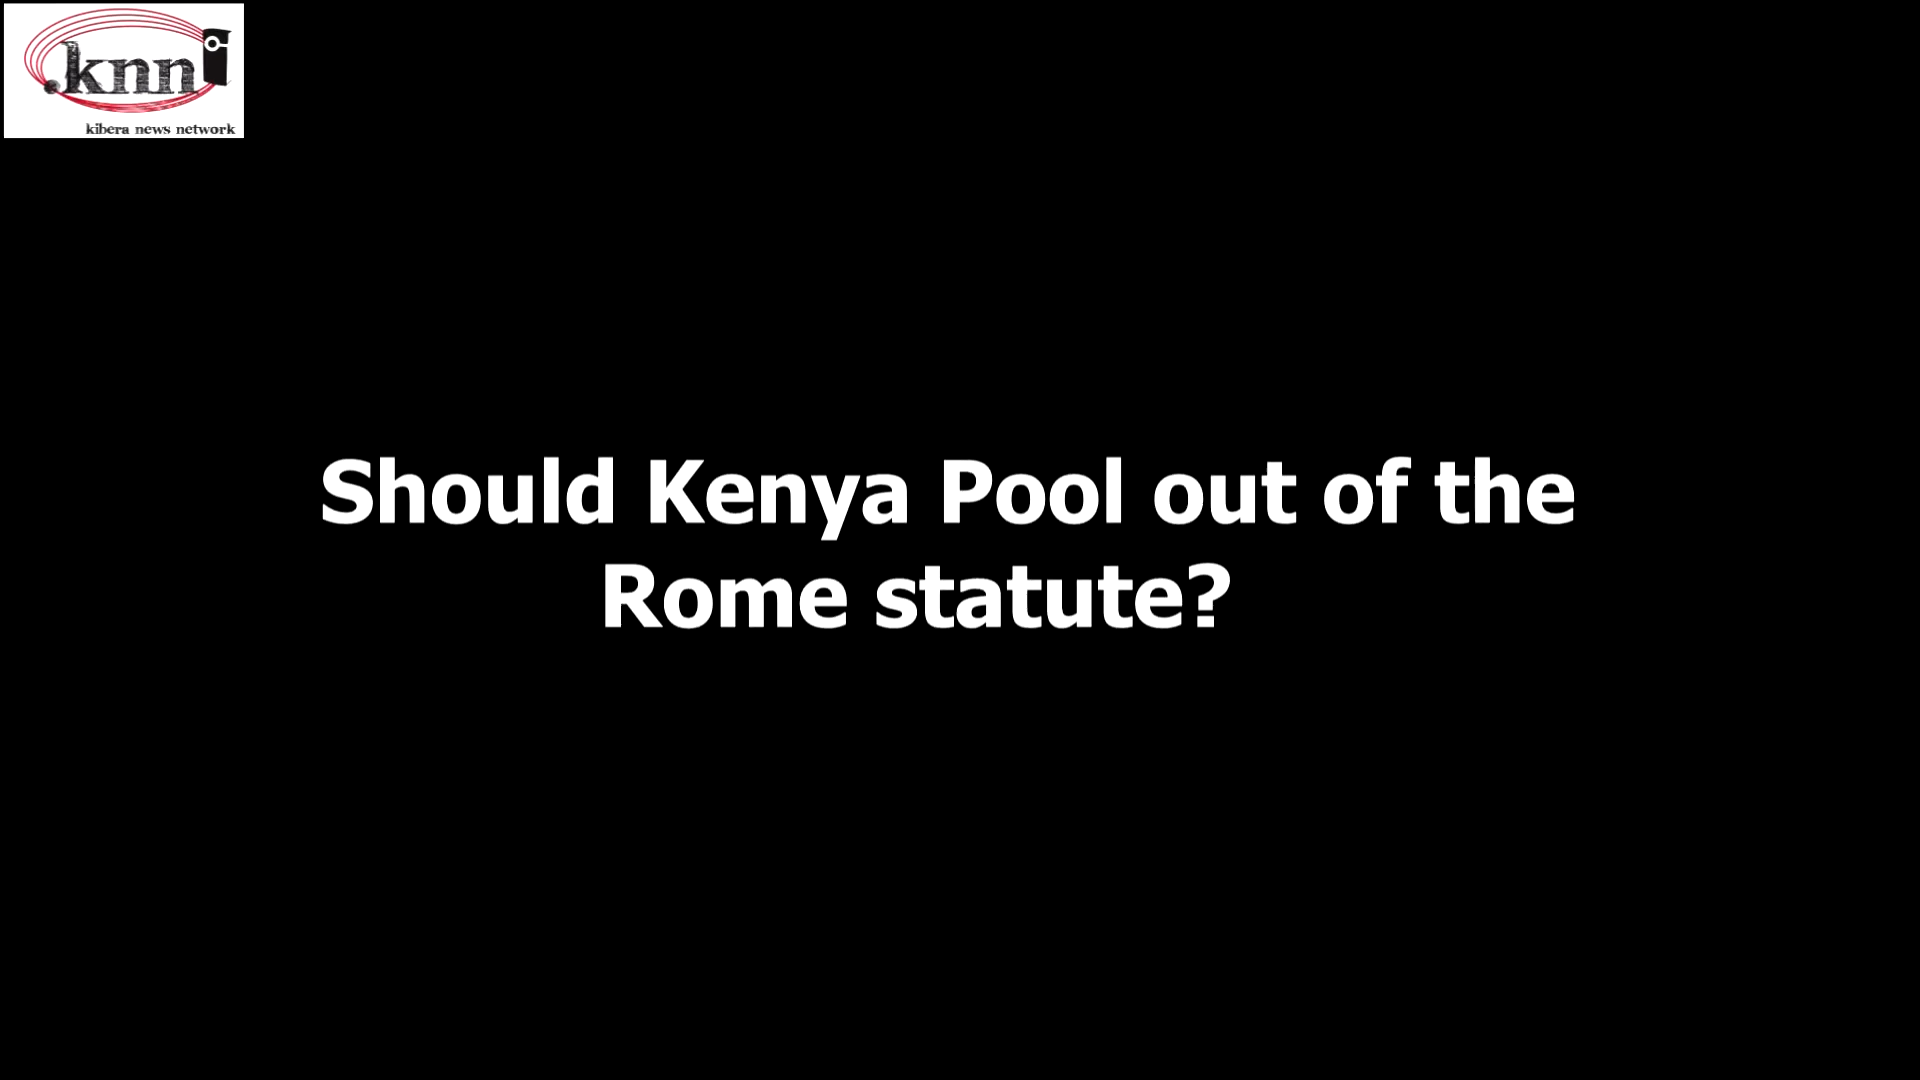 .knn
kibera news network
Should Kenya Pool out of the
Rome statute?